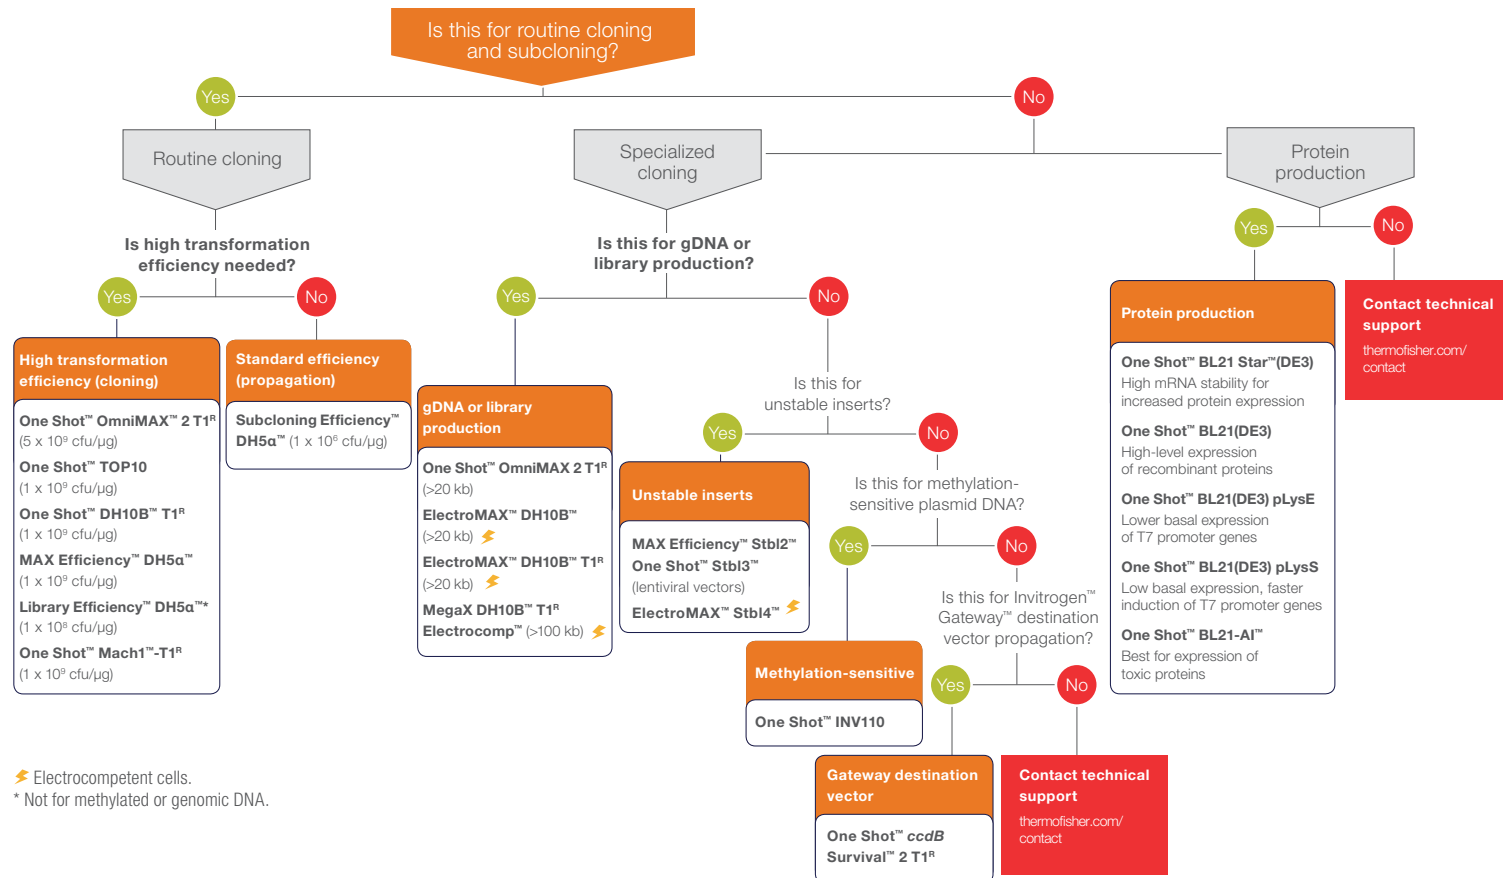 Is this for routine cloning
and subcloning?
Yes
No
Routine cloning
Specialized
cloning
Protein
production
Is high transformation
efficiency needed?
Yes
No
High transformation
efficiency (cloning)
One Shot™ OmniMAX™ 2 T1ᴿ
(5 x 10⁹ cfu/µg)
One Shot™ TOP10
(1 x 10⁹ cfu/µg)
One Shot™ DH10B™ T1ᴿ
(1 x 10⁹ cfu/µg)
MAX Efficiency™ DH5α™
(1 x 10⁹ cfu/µg)
Library Efficiency™ DH5α™*
(1 x 10⁸ cfu/µg)
One Shot™ Mach1™-T1ᴿ
(1 x 10⁹ cfu/µg)
Standard efficiency
(propagation)
Subcloning Efficiency™
DH5α™ (1 x 10⁶ cfu/µg)
Is this for gDNA or
library production?
Yes
No
gDNA or library
production
One Shot™ OmniMAX 2 T1ᴿ
(>20 kb)
ElectroMAX™ DH10B™
(>20 kb)
ElectroMAX™ DH10B™ T1ᴿ
(>20 kb)
MegaX DH10B™ T1ᴿ
Electrocomp™ (>100 kb)
Is this for
unstable inserts?
Yes
No
Unstable inserts
MAX Efficiency™ Stbl2™
One Shot™ Stbl3™
(lentiviral vectors)
ElectroMAX™ Stbl4™
Is this for methylation-
sensitive plasmid DNA?
Yes
No
Methylation-sensitive
One Shot™ INV110
Is this for Invitrogen™
Gateway™ destination
vector propagation?
Yes
No
Gateway destination
vector
One Shot™ ccdB
Survival™ 2 T1ᴿ
Contact technical
support
thermofisher.com/
contact
Yes
No
Protein production
One Shot™ BL21 Star™(DE3)
High mRNA stability for
increased protein expression
One Shot™ BL21(DE3)
High-level expression
of recombinant proteins
One Shot™ BL21(DE3) pLysE
Lower basal expression
of T7 promoter genes
One Shot™ BL21(DE3) pLysS
Low basal expression, faster
induction of T7 promoter genes
One Shot™ BL21-AI™
Best for expression of
toxic proteins
Contact technical
support
thermofisher.com/
contact
Electrocompetent cells.
* Not for methylated or genomic DNA.